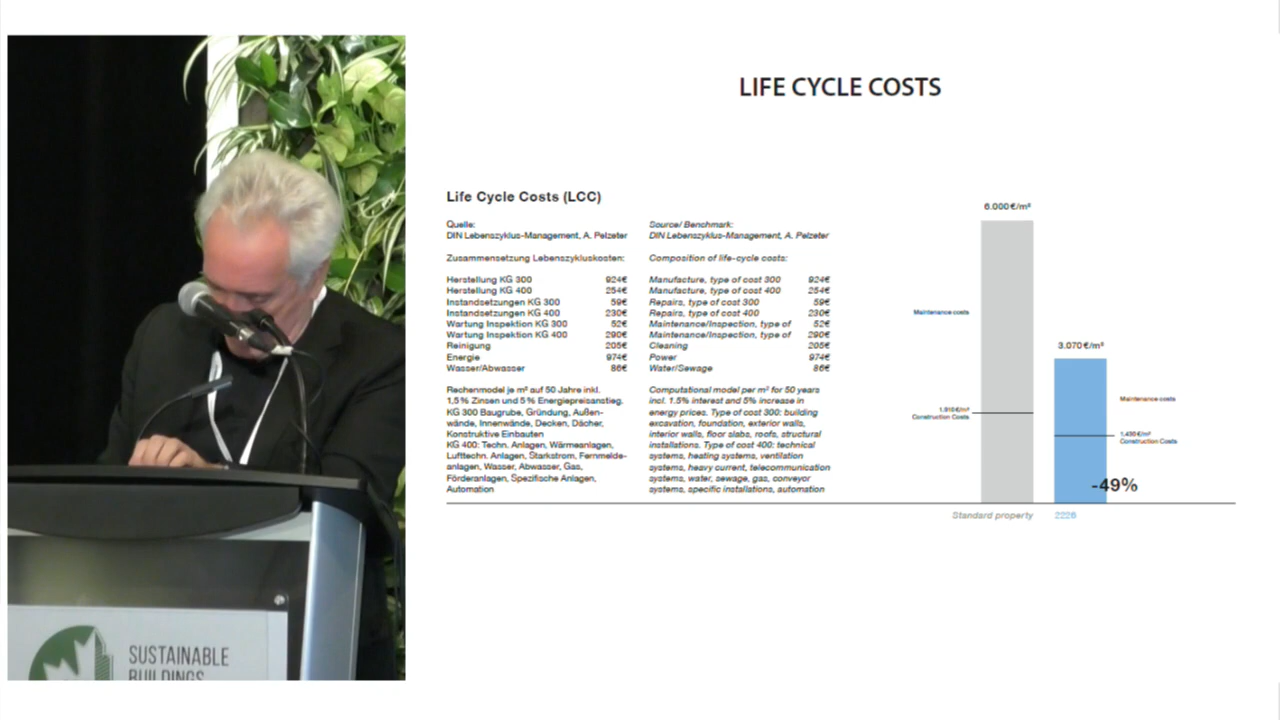 LIFE CYCLE COSTS
Life Cycle Costs (LCC)
Quelle:
DIN Lebenszyklus-Management, A. Pelzeter
Zusammensetzung Lebenszykluskosten:
Herstellung KG 300 924€
Herstellung KG 400 254€
Instandsetzungen KG 300 59€
Instandsetzungen KG 400 230€
Wartung Inspektion KG 300 52€
Wartung Inspektion KG 400 290€
Reinigung 205€
Energie 974€
Wasser/Abwasser 86€
Rechenmodel je m² auf 50 Jahre inkl.
1,5% Zinsen und 5% Energiepreisanstieg.
KG 300 Baugrube, Gründung, Außen-
wände, Innenwände, Decken, Dächer,
Konstruktive Einbauten
KG 400: Techn. Anlagen, Wärmeanlagen,
Lufttechn. Anlagen, Starkstrom, Fernmelde-
anlagen, Wasser, Abwasser, Gas,
Förderanlagen, Spezifische Anlagen,
Automation
Source/ Benchmark:
DIN Lebenszyklus-Management, A. Pelzeter
Composition of life-cycle costs:
Manufacture, type of cost 300 924€
Manufacture, type of cost 400 254€
Repairs, type of cost 300 59€
Repairs, type of cost 400 230€
Maintenance/Inspection, type of 52€
Maintenance/Inspection, type of 290€
Cleaning 205€
Power 974€
Water/Sewage 86€
Computational model per m² for 50 years
incl. 1.5% interest and 5% increase in
energy prices. Type of cost 300: building
excavation, foundation, exterior walls,
interior walls, floor slabs, roofs, structural
installations. Type of cost 400: technical
systems, heating systems, ventilation
systems, heavy current, telecommunication
systems, water, sewage, gas, conveyor
systems, specific installations, automation
6.000€/m²
Maintenance costs
Construction Costs
Standard property
3.070€/m²
Maintenance costs
1.430€/m²
Construction Costs
-49%
2226
SUSTAINABLE
BUILDINGS